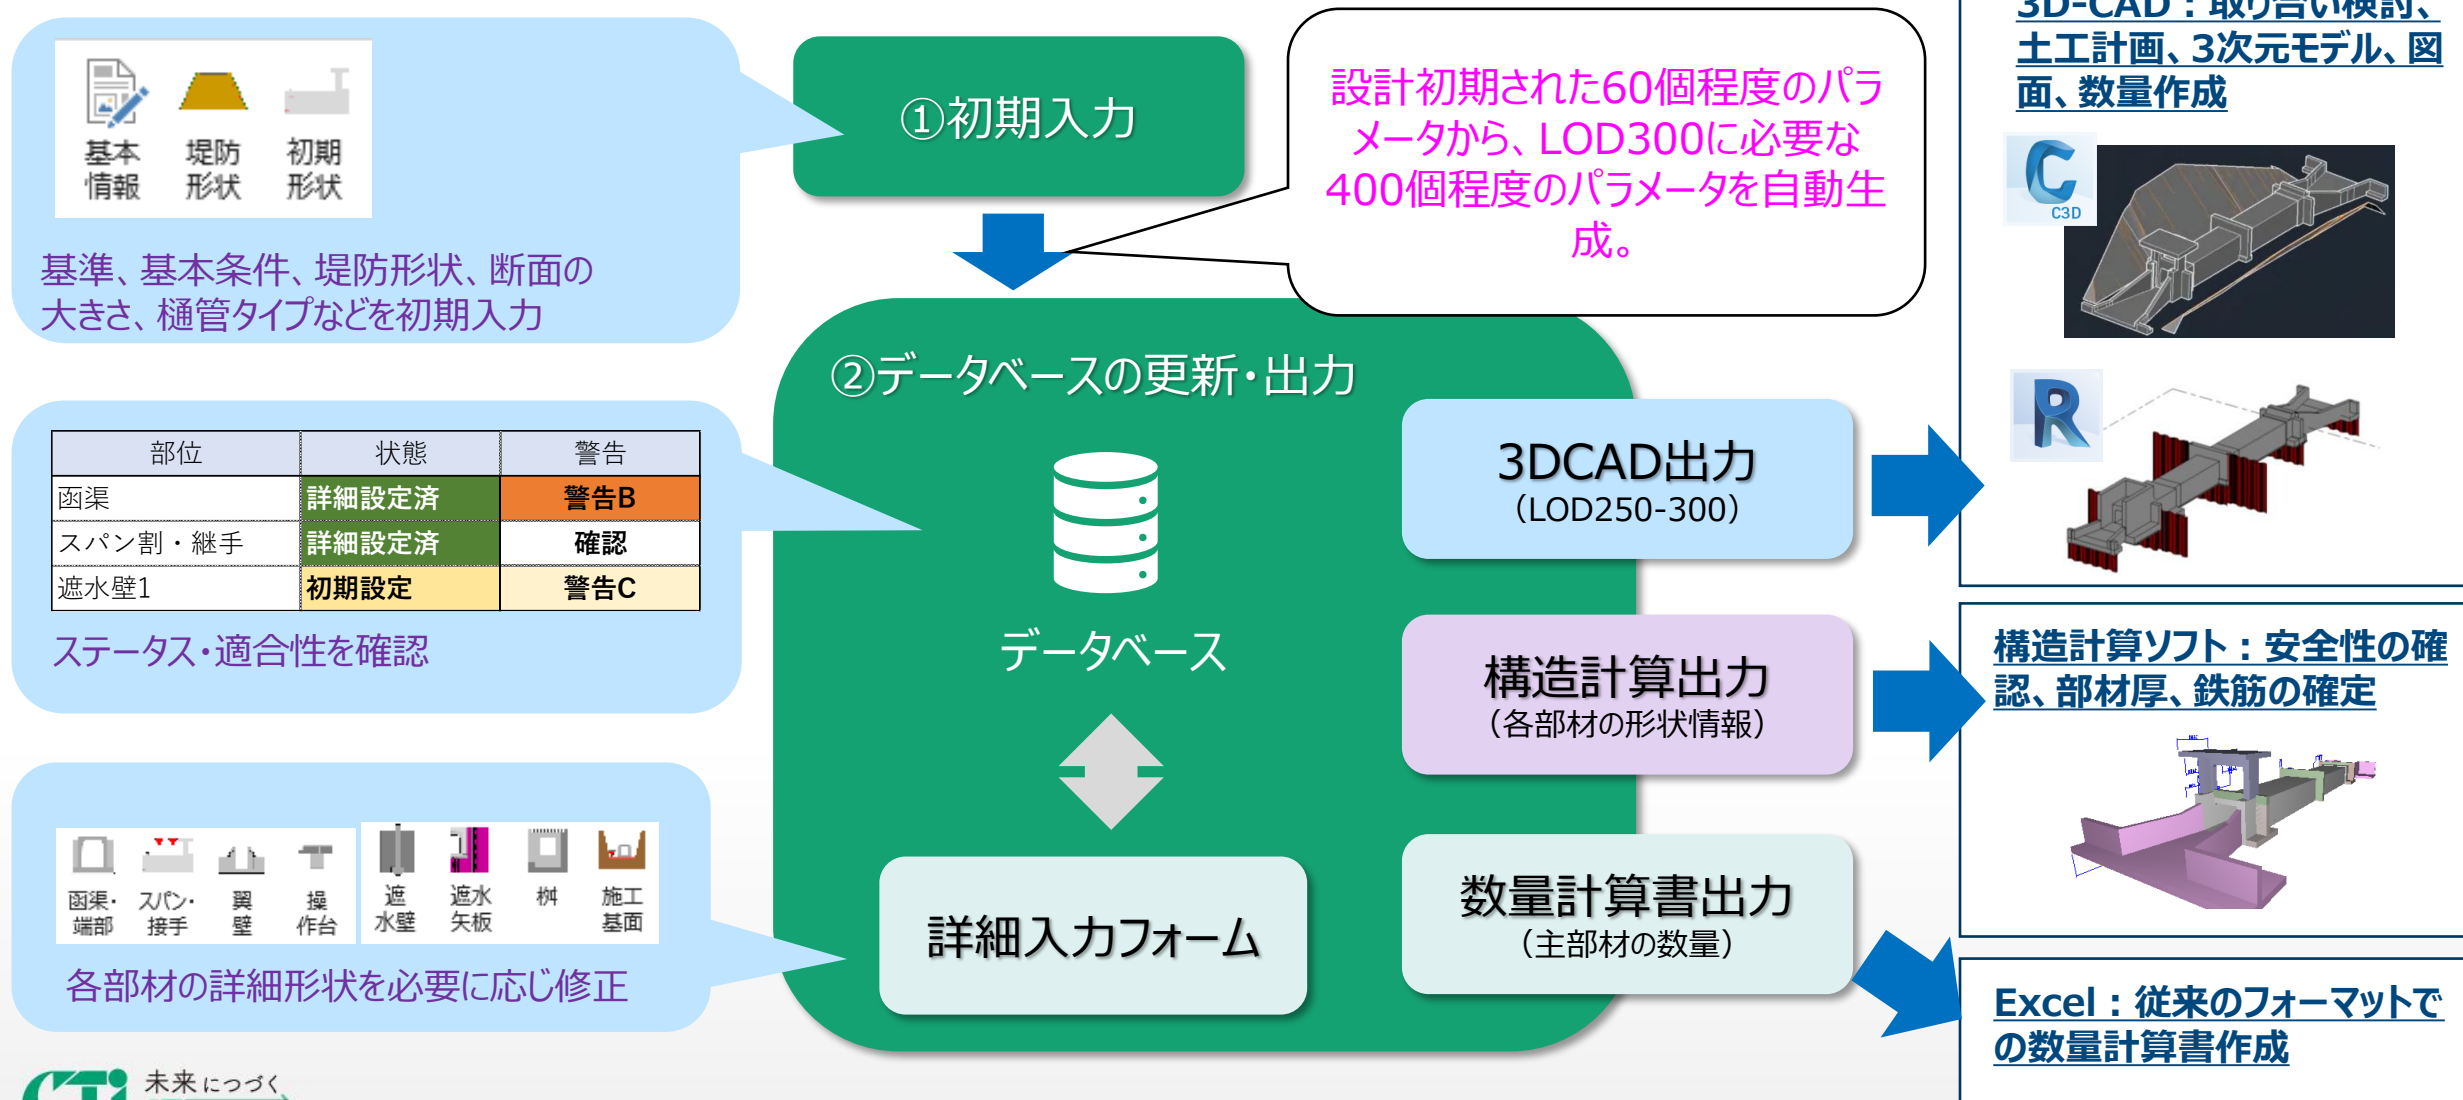 基本
情報
堤防
形状
初期
形状
基準、基本条件、堤防形状、断面の
大きさ、樋管タイプなどを初期入力
①初期入力
設計初期された60個程度のパラ
メータから、LOD300に必要な
400個程度のパラメータを自動生
成。
②データベースの更新・出力
部位 状態 警告
函渠 詳細設定済 警告B
スパン割・継手 詳細設定済 確認
遮水壁1 初期設定 警告C
ステータス・適合性を確認
データベース
詳細入力フォーム
函渠・
端部
スパン・
接手
翼
壁
操
作台
遮
水壁
遮水
矢板
桝
施工
基面
各部材の詳細形状を必要に応じ修正
3DCAD出力
（LOD250-300）
構造計算出力
（各部材の形状情報）
数量計算書出力
（主部材の数量）
3D-CAD：取り合い検討、
土工計画、3次元モデル、図
面、数量作成
C3D
構造計算ソフト：安全性の確
認、部材厚、鉄筋の確定
Excel：従来のフォーマットで
の数量計算書作成
CTi
未来につづく